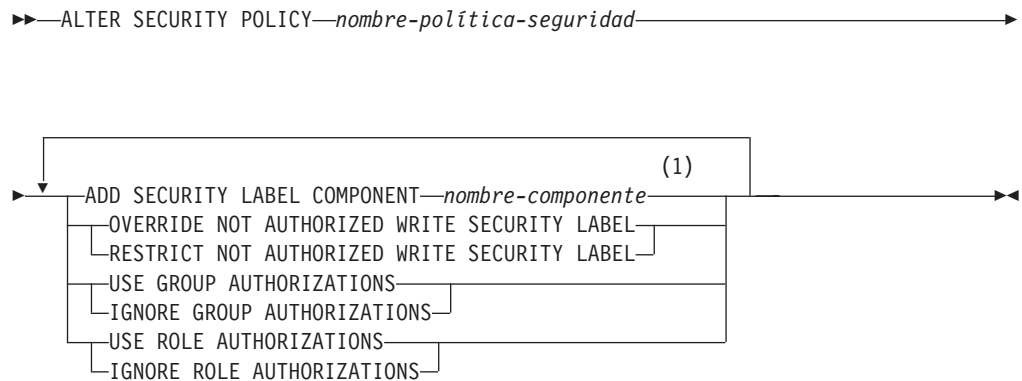 ALTER SECURITY POLICY nombre-política-seguridad
(1)
ADD SECURITY LABEL COMPONENT nombre-componente
OVERRIDE NOT AUTHORIZED WRITE SECURITY LABEL
RESTRICT NOT AUTHORIZED WRITE SECURITY LABEL
USE GROUP AUTHORIZATIONS
IGNORE GROUP AUTHORIZATIONS
USE ROLE AUTHORIZATIONS
IGNORE ROLE AUTHORIZATIONS